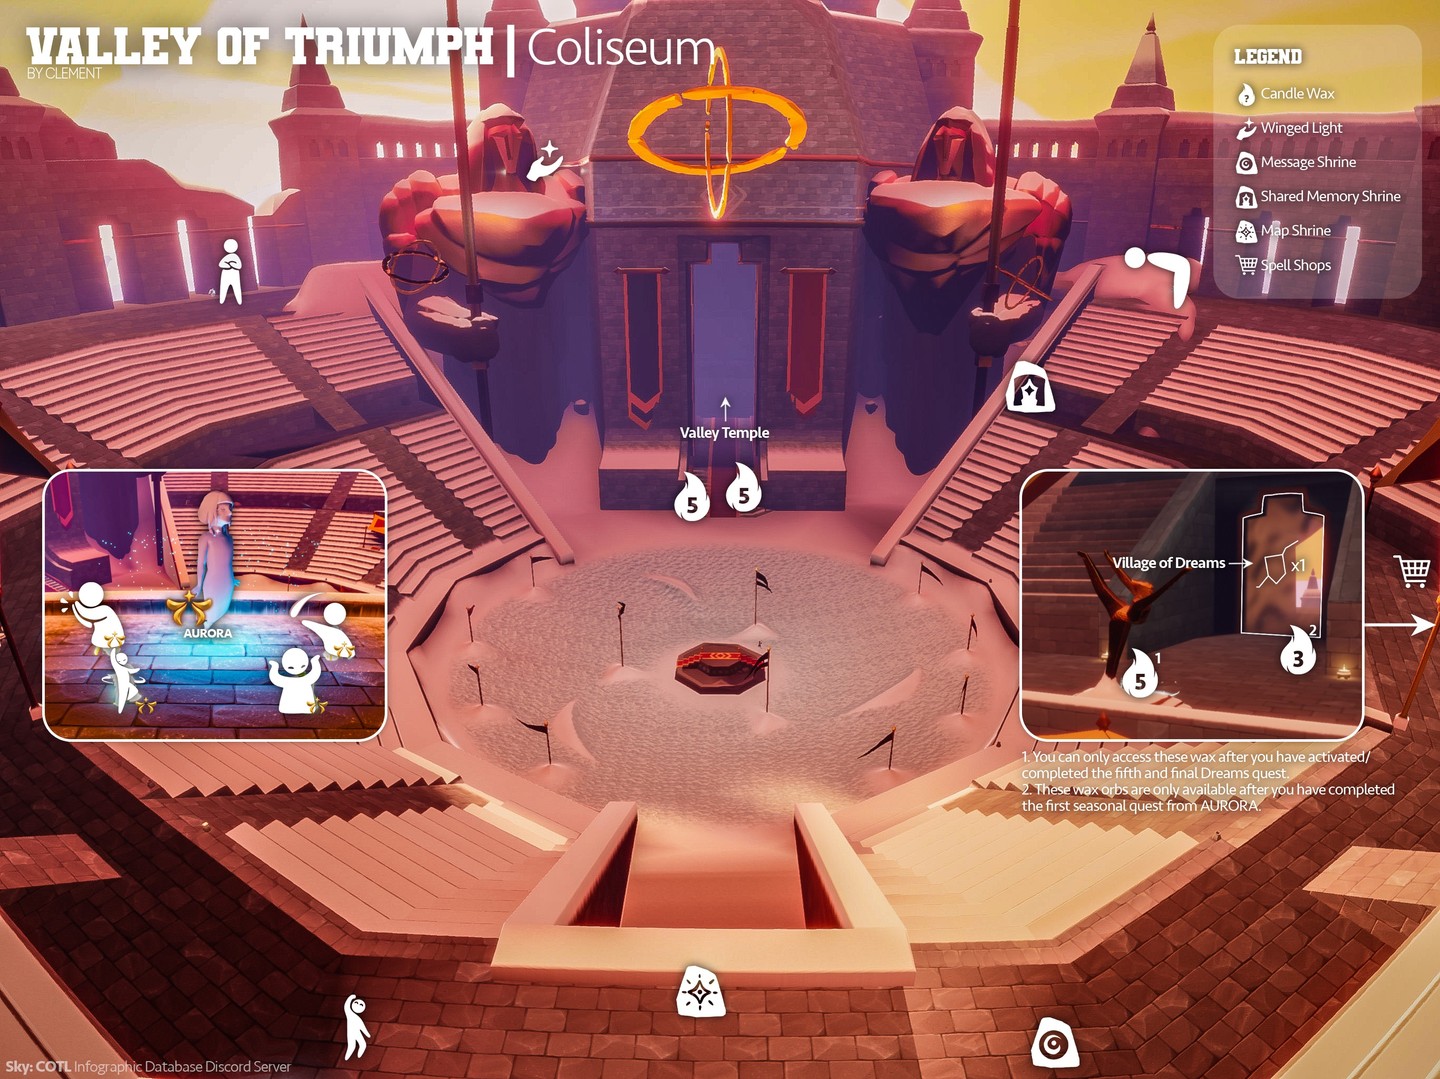 VALLEY OF TRIUMPH | Coliseum
BY CLEMENT
LEGEND
?
Candle Wax
Winged Light
Message Shrine
Shared Memory Shrine
Map Shrine
Spell Shops
Valley Temple
5
5
AURORA
Village of Dreams
x1
5
1
3
2
1. You can only access these wax after you have activated/
completed the fifth and final Dreams quest.
2. These wax orbs are only available after you have completed
the first seasonal quest from AURORA.
Sky: COTL Infographic Database Discord Server